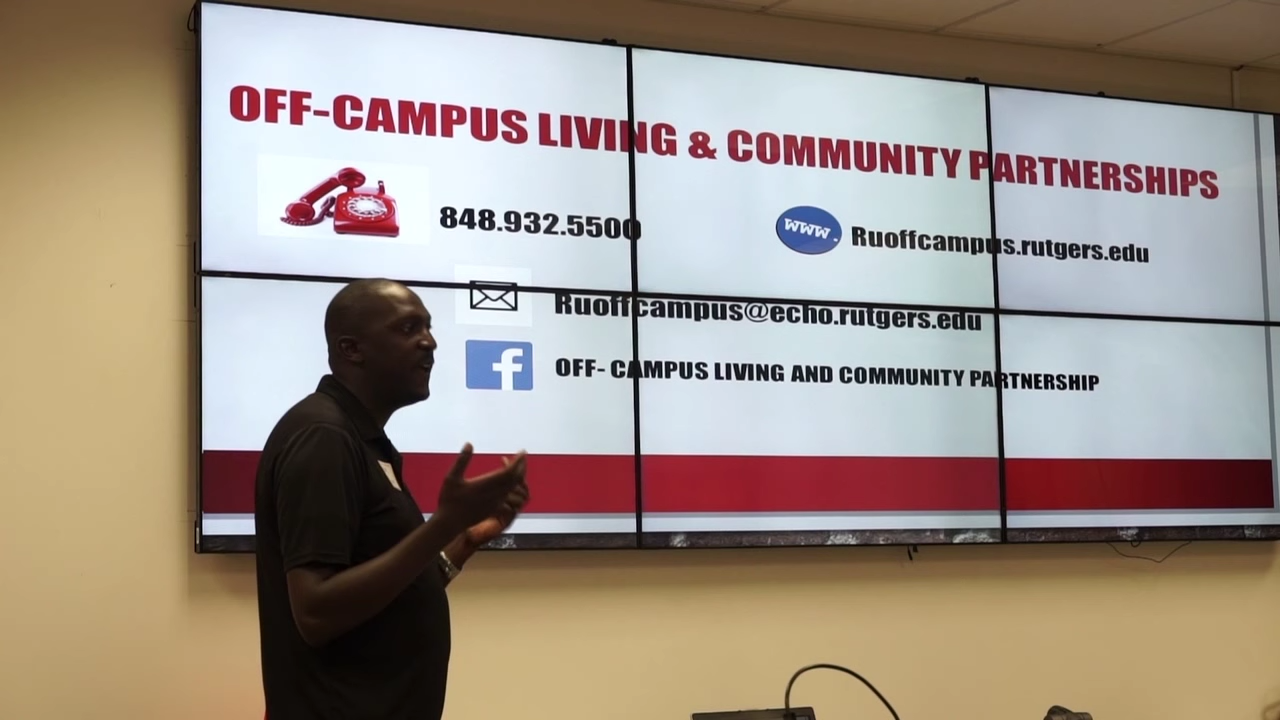 OFF-CAMPUS LIVING & COMMUNITY PARTNERSHIPS
848.932.5500
www.
Ruoffcampus.rutgers.edu
Ruoffcampus@echo.rutgers.edu
f
OFF- CAMPUS LIVING AND COMMUNITY PARTNERSHIP